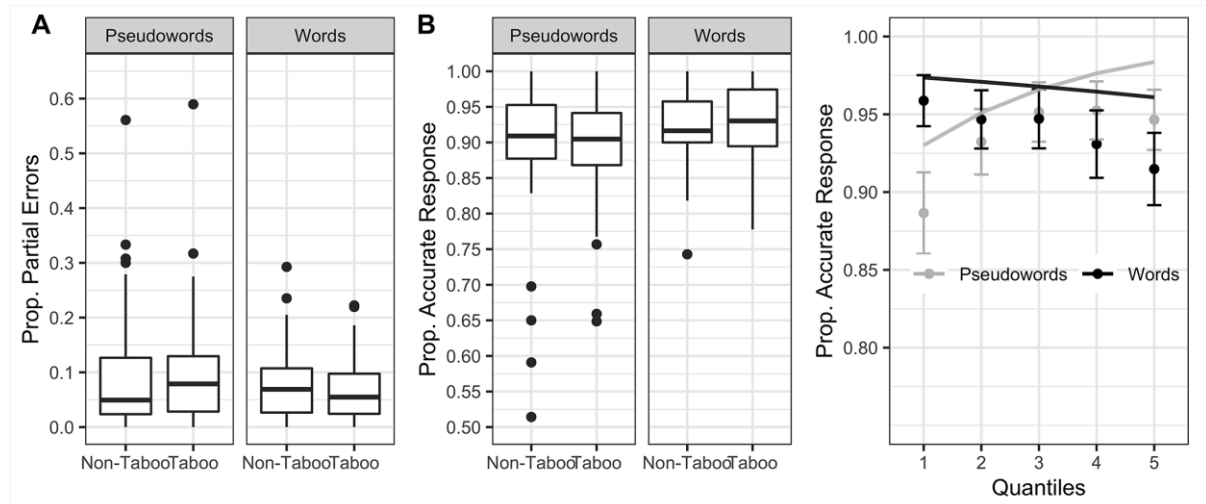 A
Pseudowords
Words
Prop. Partial Errors
0.6
0.5
0.4
0.3
0.2
0.1
0.0
Non-Taboo
Taboo
Non-Taboo
Taboo
B
Pseudowords
Words
Prop. Accurate Response
1.00
0.95
0.90
0.85
0.80
0.75
0.70
0.65
0.60
0.55
0.50
Non-Taboo
Taboo
Non-Taboo
Taboo
Prop. Accurate Response
1.00
0.95
0.90
0.85
0.80
Pseudowords
Words
1 2 3 4 5
Quantiles